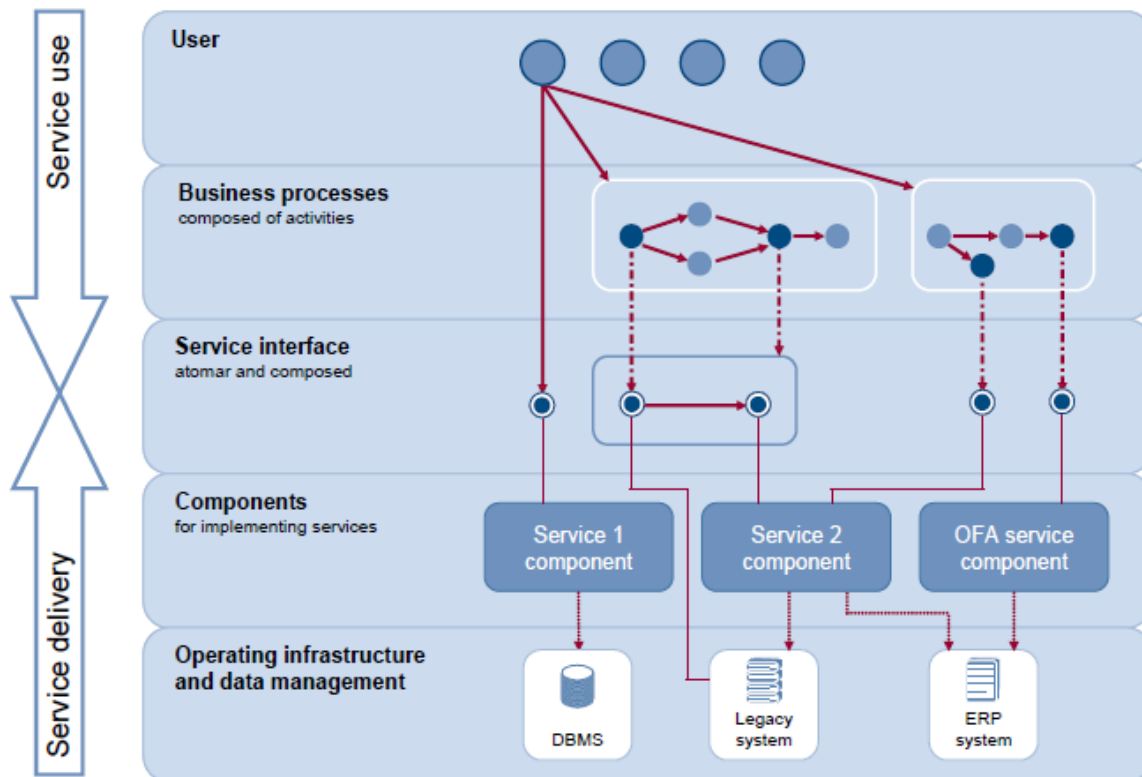 Service use
Service delivery
User
Business processes
composed of activities
Service interface
atomar and composed
Components
for implementing services
Service 1
component
Service 2
component
OFA service
component
Operating infrastructure
and data management
DBMS
Legacy
system
ERP
system